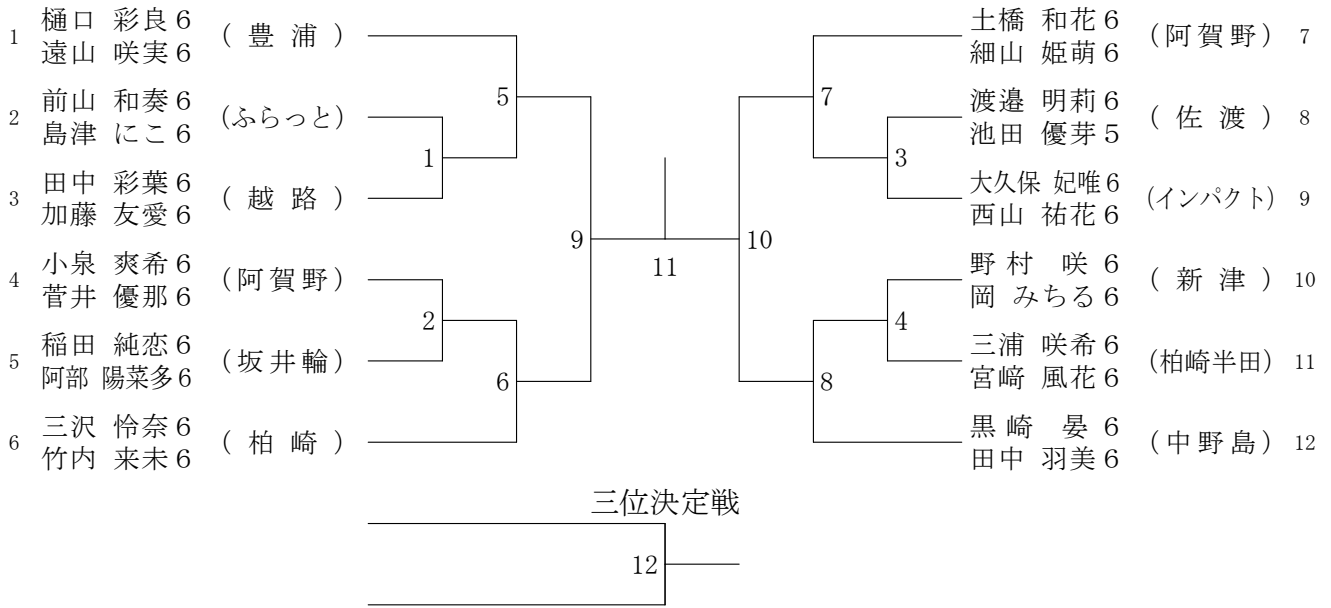 樋口 彩良 6
1 (豊浦)
遠山 咲実 6
前山 和奏 6
2 (ふらっと)
島津 にこ 6
田中 彩葉 6
3 (越路)
加藤 友愛 6
小泉 爽希 6
4 (阿賀野)
菅井 優那 6
稲田 純恋 6
5 (坂井輪)
阿部 陽菜多 6
三沢 怜奈 6
6 (柏崎)
竹内 来未 6
5
1
2
6
9
11
10
7
3
4
8
土橋 和花 6
(阿賀野) 7
細山 姫萌 6
渡邉 明莉 6
(佐渡) 8
池田 優芽 5
大久保 妃唯 6
(インパクト) 9
西山 祐花 6
野村 咲 6
(新津) 10
岡 みちる 6
三浦 咲希 6
(柏崎半田) 11
宮﨑 風花 6
黒崎 晏 6
(中野島) 12
田中 羽美 6
三位決定戦
12